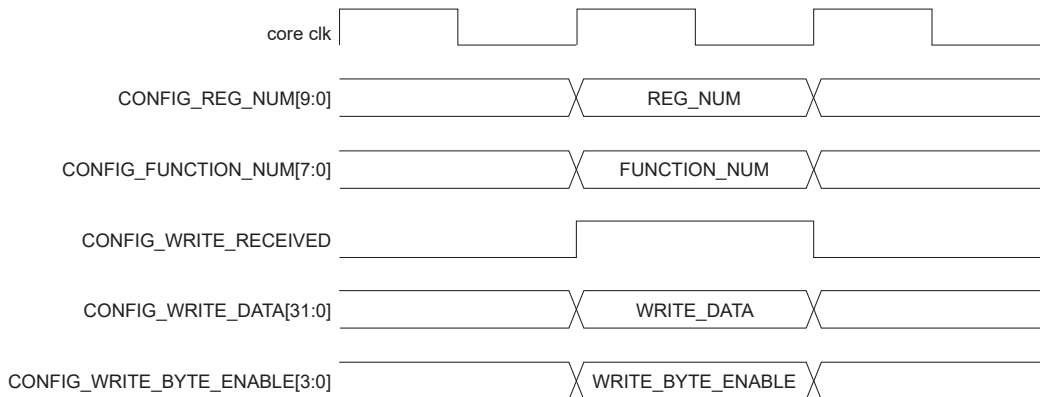 core clk
CONFIG_REG_NUM[9:0] REG_NUM
CONFIG_FUNCTION_NUM[7:0] FUNCTION_NUM
CONFIG_WRITE_RECEIVED
CONFIG_WRITE_DATA[31:0] WRITE_DATA
CONFIG_WRITE_BYTE_ENABLE[3:0] WRITE_BYTE_ENABLE